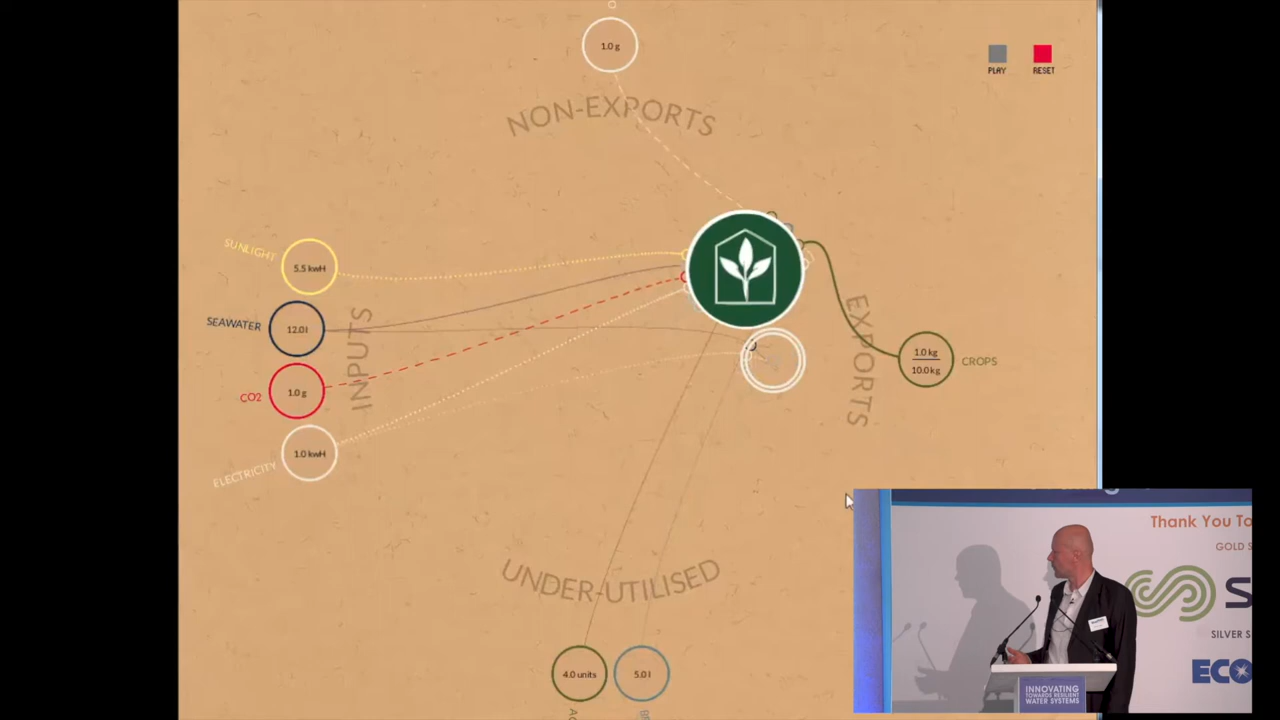 1.0 g
NON-EXPORTS
PLAY
RESET
SUNLIGHT
5.5 kwH
SEAWATER
12.0 l
CO2
1.0 g
ELECTRICITY
1.0 kwH
INPUTS
EXPORTS
1.0 kg
10.0 kg
CROPS
UNDER-UTILISED
4.0 units
5.0 l
Thank You To
GOLD S
S
SILVER S
ECO
INNOVATING
TOWARDS RESILIENT
WATER SYSTEMS